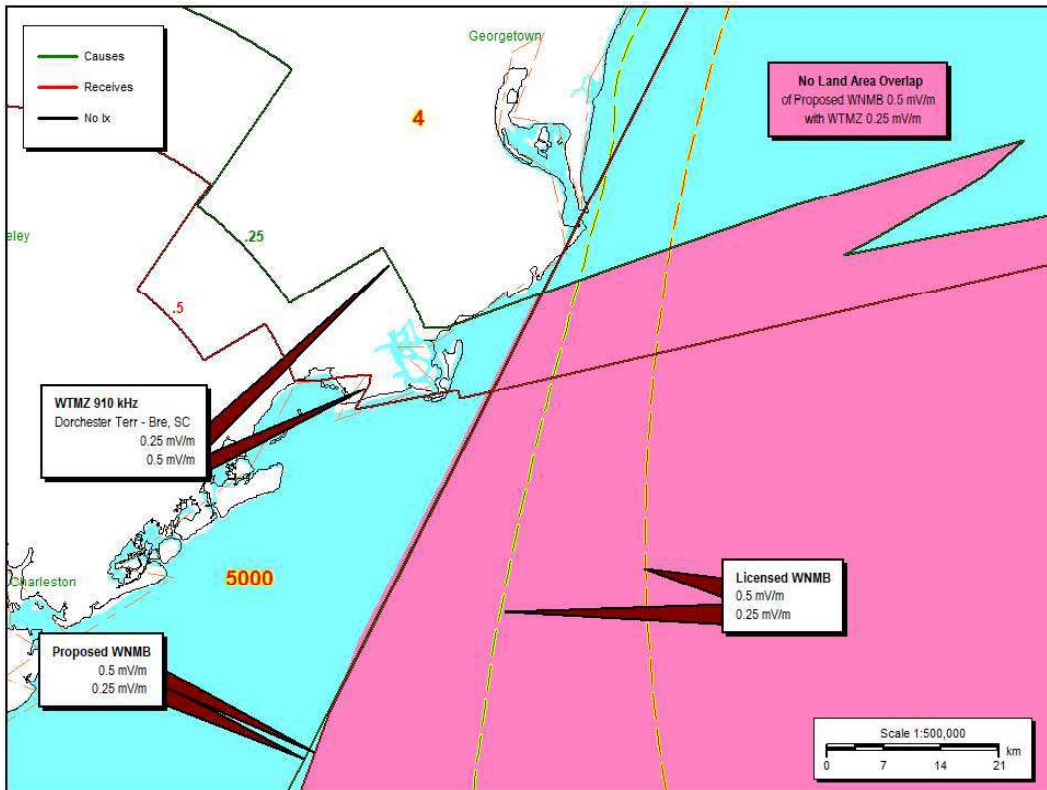 Causes
Receives
No Ix
Georgetown
4
No Land Area Overlap
of Proposed WNMB 0.5 mV/m
with WTMZ 0.25 mV/m
eley
.25
.5
WTMZ 910 kHz
Dorchester Terr - Bre, SC
0.25 mV/m
0.5 mV/m
Charleston
5000
Licensed WNMB
0.5 mV/m
0.25 mV/m
Proposed WNMB
0.5 mV/m
0.25 mV/m
Scale 1:500,000
km
0 7 14 21